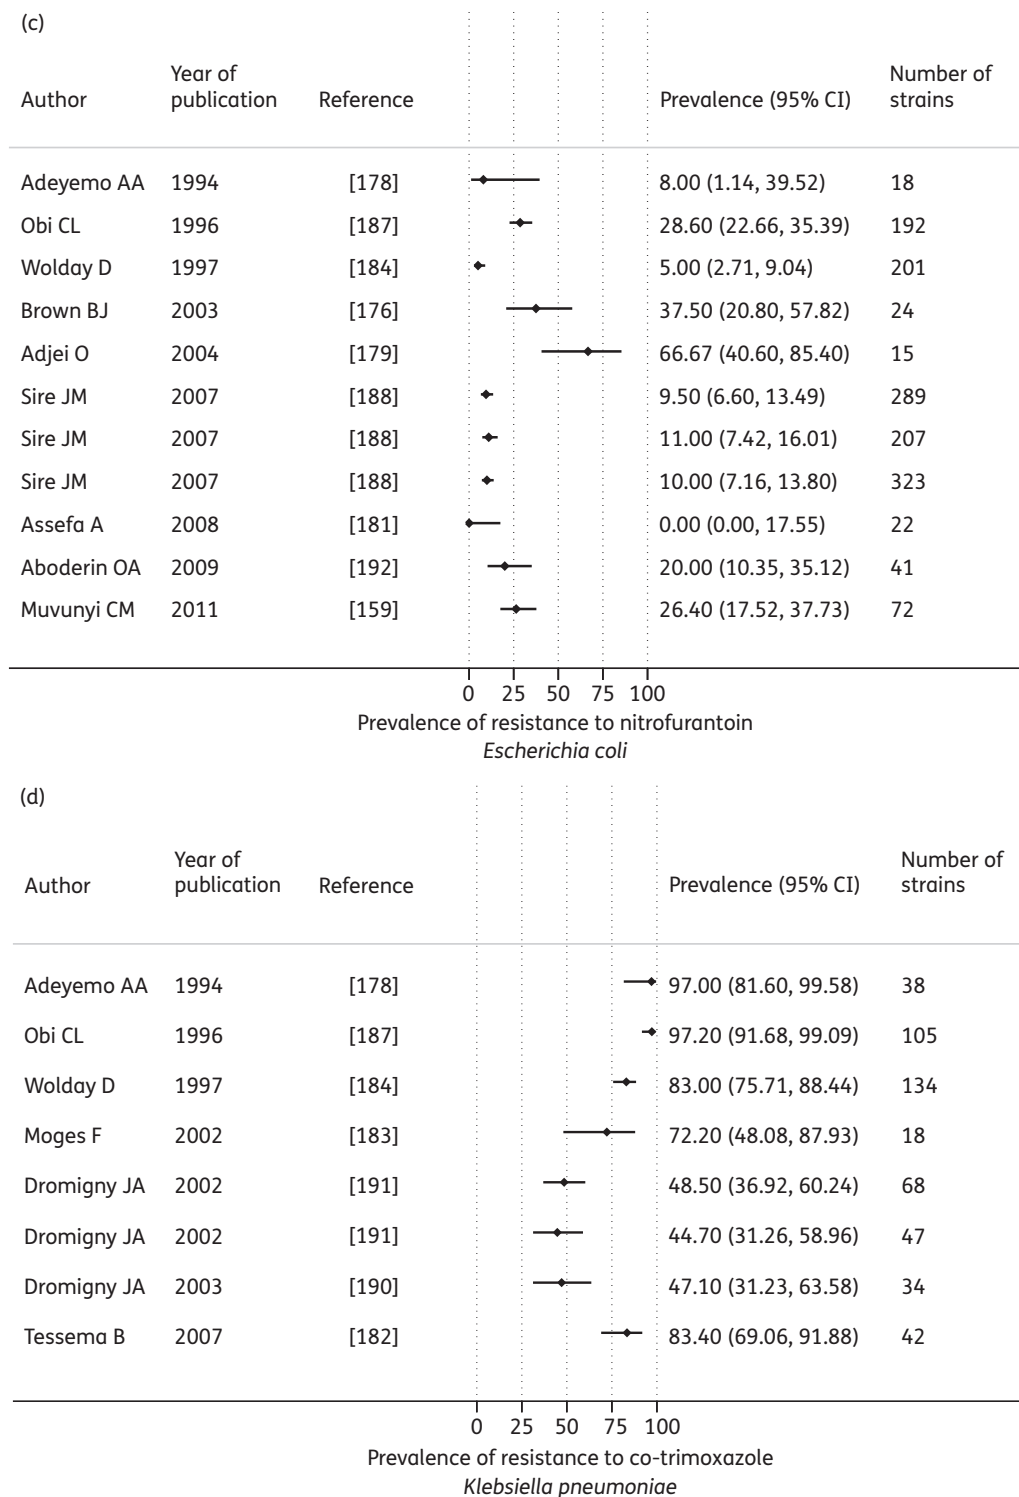 (c)
Author Year of publication Reference Prevalence (95% CI) Number of strains
Adeyemo AA 1994 [178] 8.00 (1.14, 39.52) 18
Obi CL 1996 [187] 28.60 (22.66, 35.39) 192
Wolday D 1997 [184] 5.00 (2.71, 9.04) 201
Brown BJ 2003 [176] 37.50 (20.80, 57.82) 24
Adjei O 2004 [179] 66.67 (40.60, 85.40) 15
Sire JM 2007 [188] 9.50 (6.60, 13.49) 289
Sire JM 2007 [188] 11.00 (7.42, 16.01) 207
Sire JM 2007 [188] 10.00 (7.16, 13.80) 323
Assefa A 2008 [181] 0.00 (0.00, 17.55) 22
Aboderin OA 2009 [192] 20.00 (10.35, 35.12) 41
Muvunyi CM 2011 [159] 26.40 (17.52, 37.73) 72
0 25 50 75 100
Prevalence of resistance to nitrofurantoin
Escherichia coli
(d)
Author Year of publication Reference Prevalence (95% CI) Number of strains
Adeyemo AA 1994 [178] 97.00 (81.60, 99.58) 38
Obi CL 1996 [187] 97.20 (91.68, 99.09) 105
Wolday D 1997 [184] 83.00 (75.71, 88.44) 134
Moges F 2002 [183] 72.20 (48.08, 87.93) 18
Dromigny JA 2002 [191] 48.50 (36.92, 60.24) 68
Dromigny JA 2002 [191] 44.70 (31.26, 58.96) 47
Dromigny JA 2003 [190] 47.10 (31.23, 63.58) 34
Tessema B 2007 [182] 83.40 (69.06, 91.88) 42
0 25 50 75 100
Prevalence of resistance to co-trimoxazole
Klebsiella pneumoniae